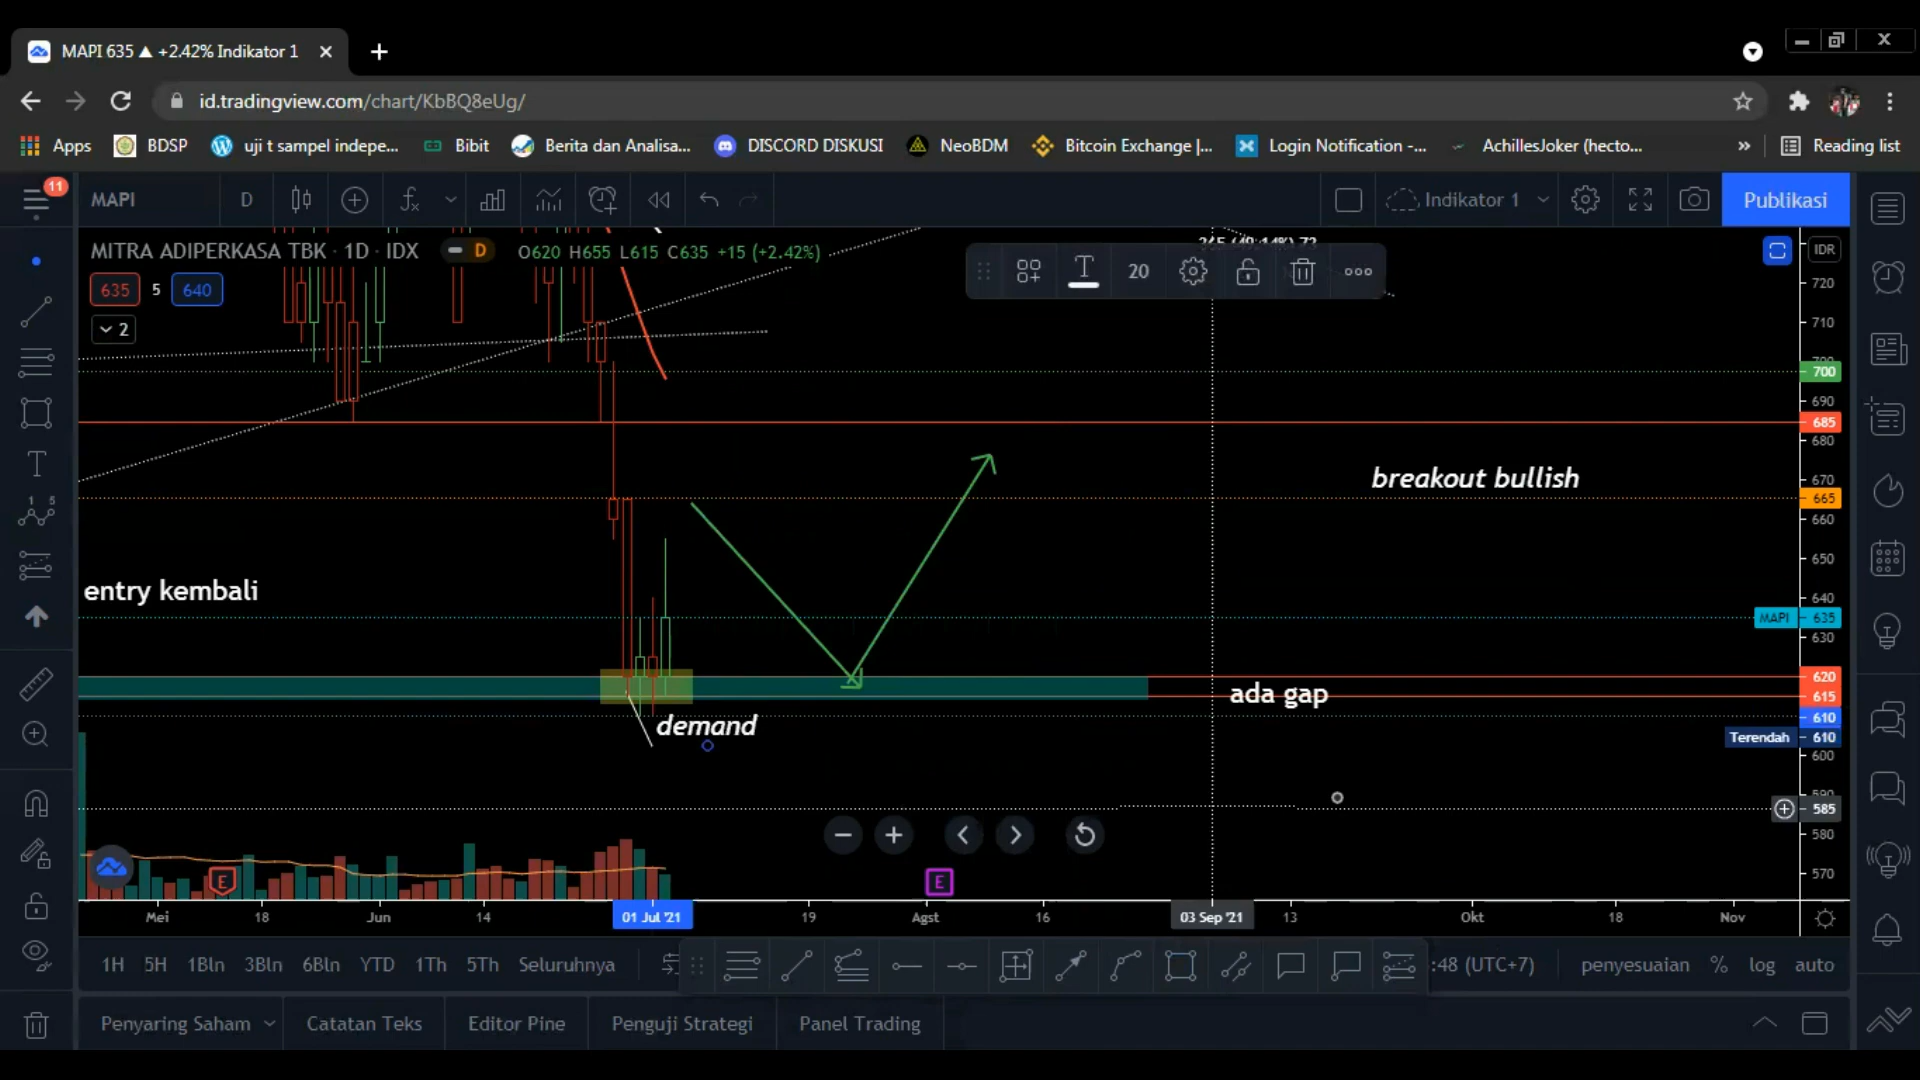 MAPI 635 ▲ +2.42% Indikator 1
id.tradingview.com/chart/KbBQ8eUg/
Apps BDSP uji t sampel indepe... Bibit Berita dan Analisa... DISCORD DISKUSI NeoBDM Bitcoin Exchange |... Login Notification -... AchillesJoker (hecto... » Reading list
11
MAPI D Indikator 1 Publikasi
MITRA ADIPERKASA TBK · 1D · IDX D O620 H655 L615 C635 +15 (+2.42%)
IDR
635 5 640
20
2
720
710
700
690
685
680
breakout bullish
670
665
660
650
entry kembali
640
MAPI 635
630
620
ada gap
615
demand
610
Terendah 610
600
585
580
570
E
E
Mei 18 Jun 14 01 Jul '21 19 Agst 16 03 Sep '21 13 Okt 18 Nov
1H 5H 1Bln 3Bln 6Bln YTD 1Th 5Th Seluruhnya :48 (UTC+7) penyesuaian % log auto
Penyaring Saham Catatan Teks Editor Pine Penguji Strategi Panel Trading